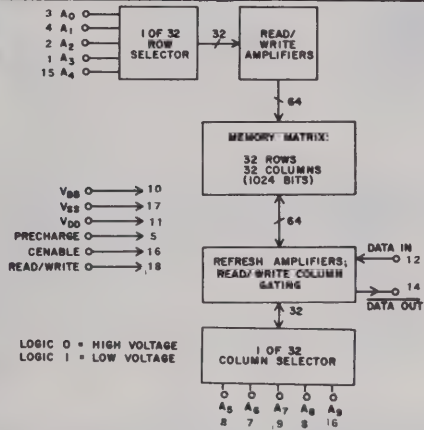 3 A0
4 A1
2 A2
1 A3
15 A4
1 OF 32
ROW
SELECTOR
32
READ/
WRITE
AMPLIFIERS
64
MEMORY MATRIX:
32 ROWS
32 COLUMNS
(1024 BITS)
64
VBB 10
VSS 17
VDD 11
PRECHARGE 5
CENABLE 16
READ/WRITE 18
REFRESH AMPLIFIERS;
READ/WRITE COLUMN
GATING
DATA IN
12
14
DATA OUT
32
LOGIC 0 = HIGH VOLTAGE
LOGIC 1 = LOW VOLTAGE
1 OF 32
COLUMN SELECTOR
A5 A6 A7 A8 A9
8 7 9 8 16